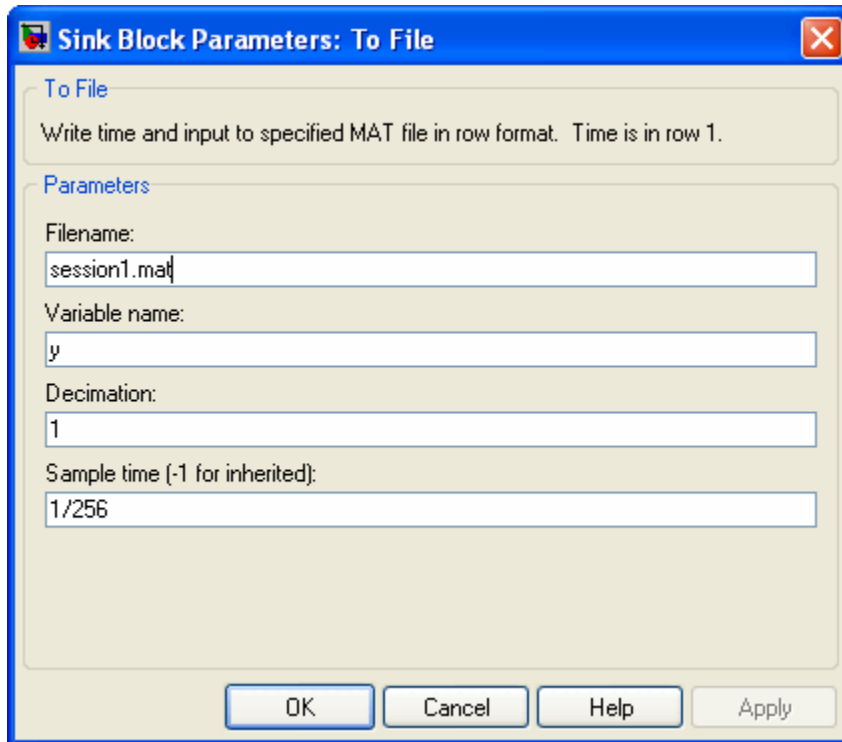 Sink Block Parameters: To File
To File
Write time and input to specified MAT file in row format.  Time is in row 1.
Parameters
Filename:
session1.mat
Variable name:
y
Decimation:
1
Sample time (-1 for inherited):
1/256
OK Cancel Help Apply